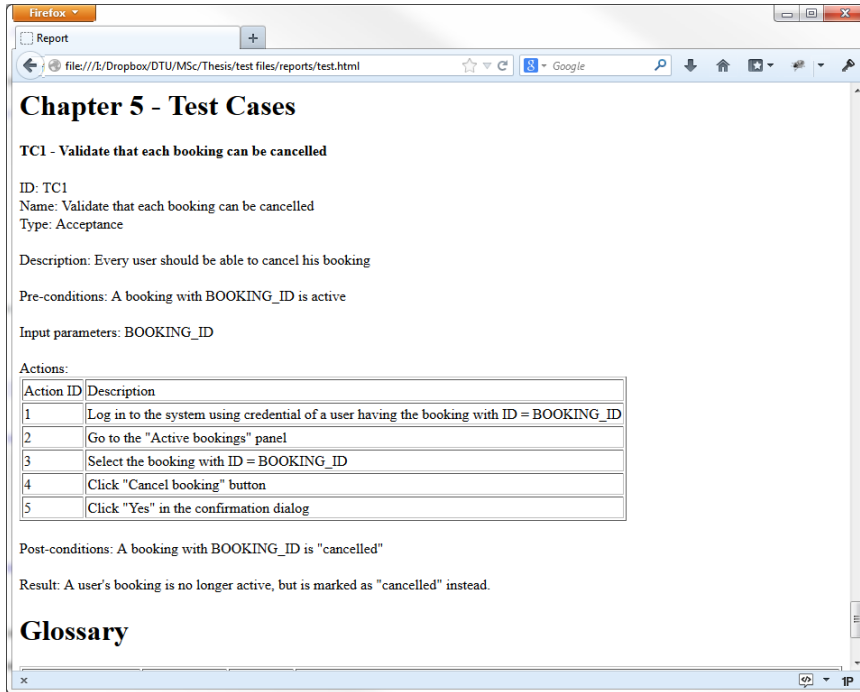 Firefox
Report
file:///I:/Dropbox/DTU/MSc/Thesis/test files/reports/test.html
Google
Chapter 5 - Test Cases
TC1 - Validate that each booking can be cancelled
ID: TC1
Name: Validate that each booking can be cancelled
Type: Acceptance
Description: Every user should be able to cancel his booking
Pre-conditions: A booking with BOOKING_ID is active
Input parameters: BOOKING_ID
Actions:
Action ID Description
1 Log in to the system using credential of a user having the booking with ID = BOOKING_ID
2 Go to the "Active bookings" panel
3 Select the booking with ID = BOOKING_ID
4 Click "Cancel booking" button
5 Click "Yes" in the confirmation dialog
Post-conditions: A booking with BOOKING_ID is "cancelled"
Result: A user's booking is no longer active, but is marked as "cancelled" instead.
Glossary
1P